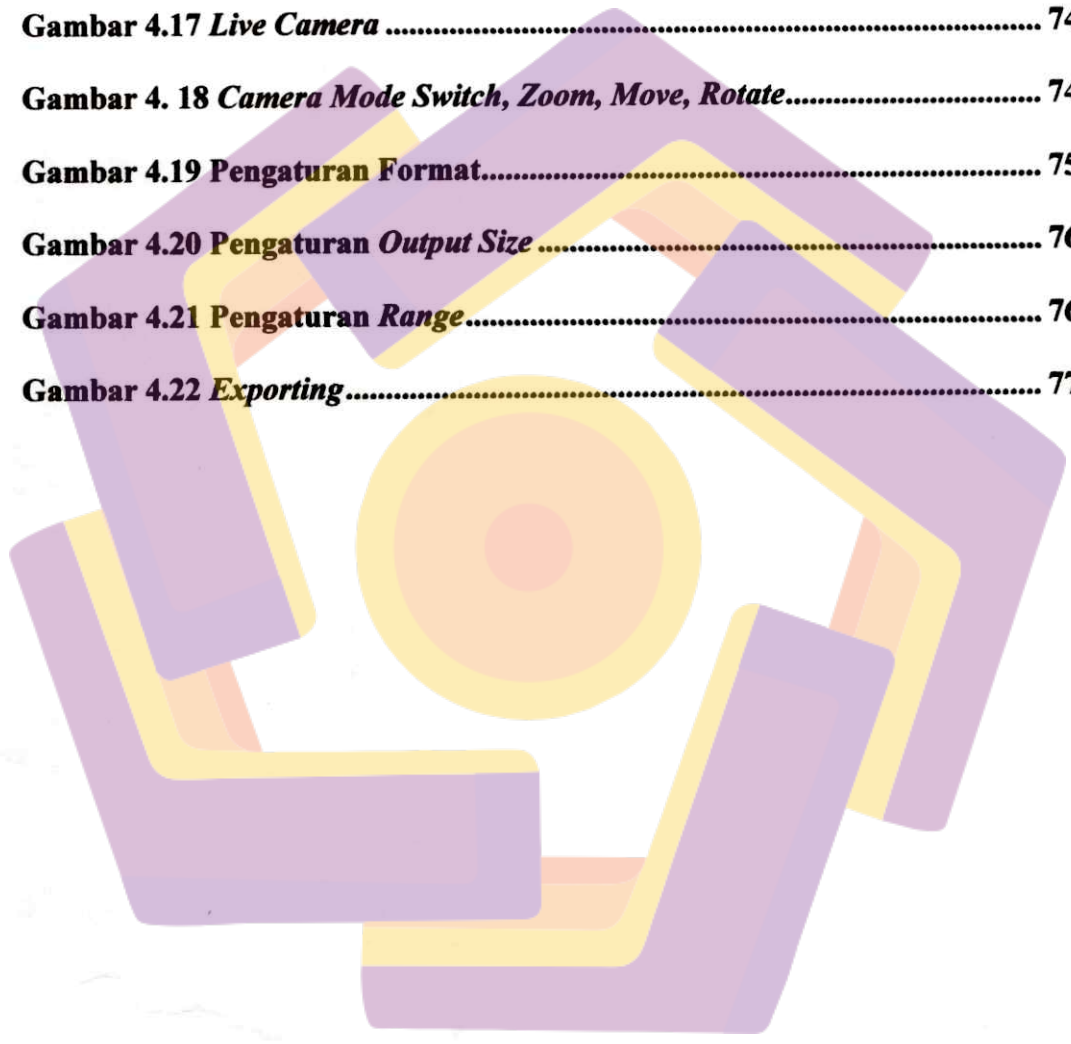 Gambar 4.17 Live Camera ........................................................................ 74
Gambar 4. 18 Camera Mode Switch, Zoom, Move, Rotate................................ 74
Gambar 4.19 Pengaturan Format............................................................. 75
Gambar 4.20 Pengaturan Output Size ...................................................... 76
Gambar 4.21 Pengaturan Range............................................................... 76
Gambar 4.22 Exporting............................................................................ 77